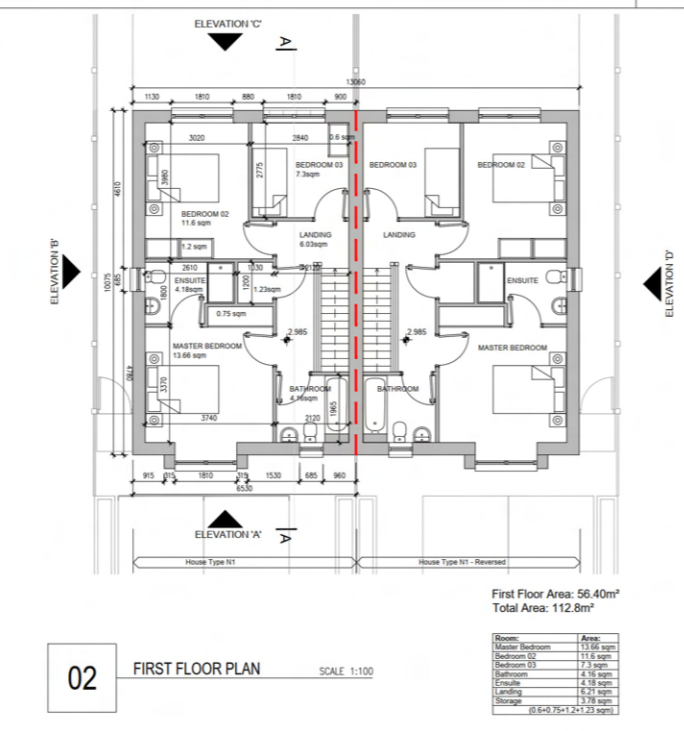 ELEVATION 'C'
A
13060
1130 1810 880 1810 900
3020 2840 0.6 sqm
BEDROOM 03
7.3sqm
BEDROOM 03
BEDROOM 02
2775
3980
4610
BEDROOM 02
11.6 sqm
LANDING
6.03sqm
LANDING
1.2 sqm
ELEVATION 'B'
ELEVATION 'D'
10075
685
2610 1030 2120
ENSUITE
4.18sqm
1800
1200
1.23sqm
ENSUITE
0.75 sqm
2.985
2.985
MASTER BEDROOM
13.66 sqm
MASTER BEDROOM
4780
3370
BATHROOM
4.16sqm
BATHROOM
1965
3740 2120
915 315 1810 315 1530 685 960
6530
ELEVATION 'A'
A
House Type N1
House Type N1 - Reversed
First Floor Area: 56.40m²
Total Area: 112.8m²
Room: Area:
Master Bedroom 13.66 sqm
Bedroom 02 11.6 sqm
Bedroom 03 7.3 sqm
Bathroom 4.16 sqm
Ensuite 4.18 sqm
Landing 6.21 sqm
Storage 3.78 sqm
(0.6+0.75+1.2+1.23 sqm)
02
FIRST FLOOR PLAN
SCALE 1:100